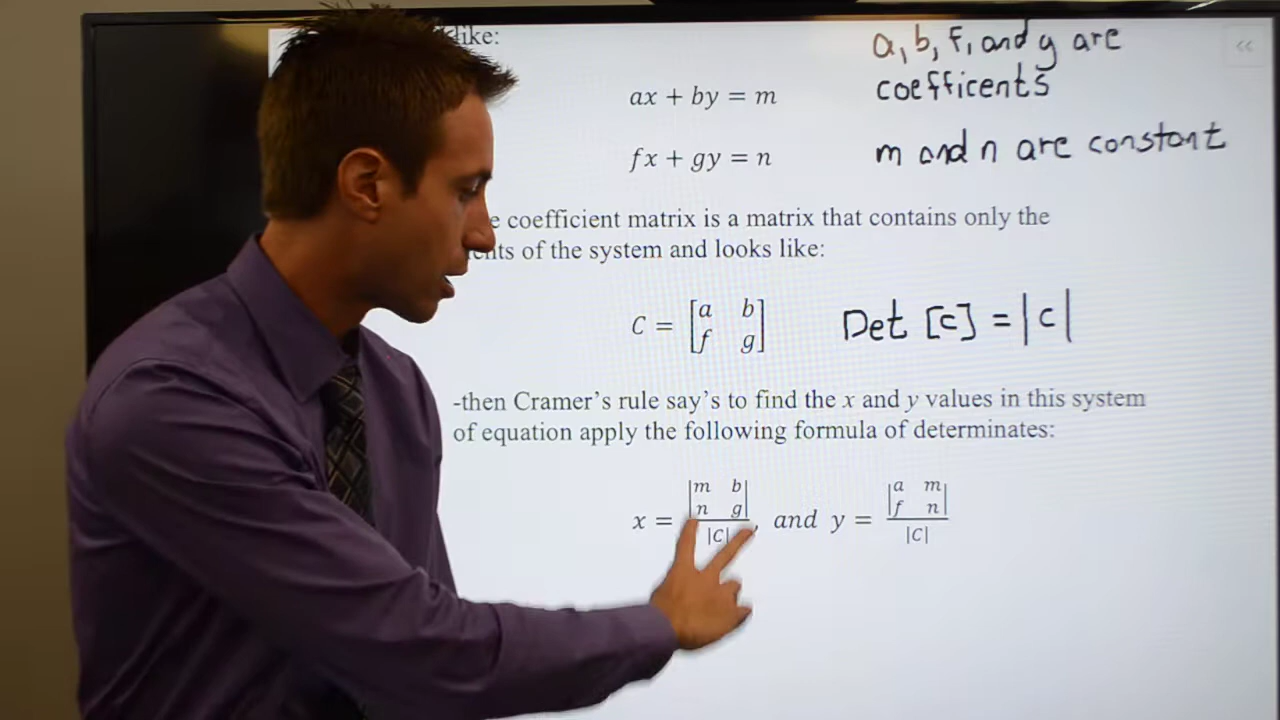 like:
a, b, f, and g are
coefficents
ax + by = m
m and n are constant
fx + gy = n
coefficient matrix is a matrix that contains only the
of the system and looks like:
C = [a b
f g]
Det [c] = |c|
-then Cramer's rule say's to find the x and y values in this system
of equation apply the following formula of determinates:
x = |m b
n g|
|C|
, and y = |a m
f n|
|C|
<<